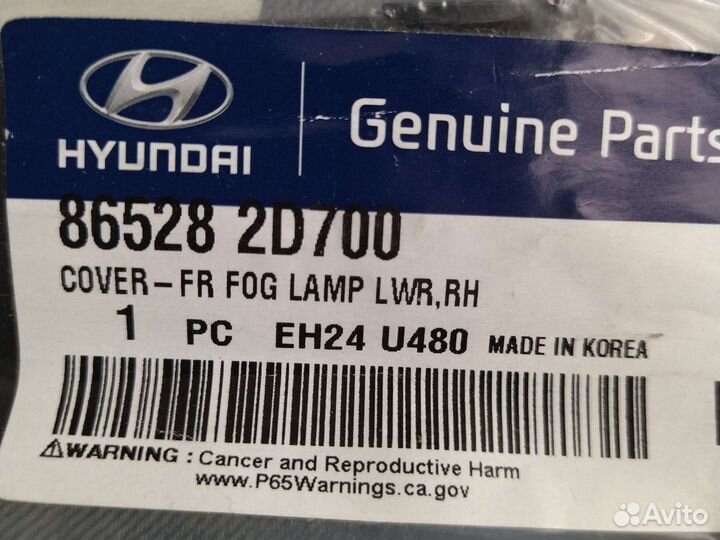 HYUNDAI
Genuine Parts
86528 2D700
COVER-FR FOG LAMP LWR,RH
1 PC EH24 U480 MADE IN KOREA
WARNING : Cancer and Reproductive Harm
www.P65Warnings.ca.gov
Avito